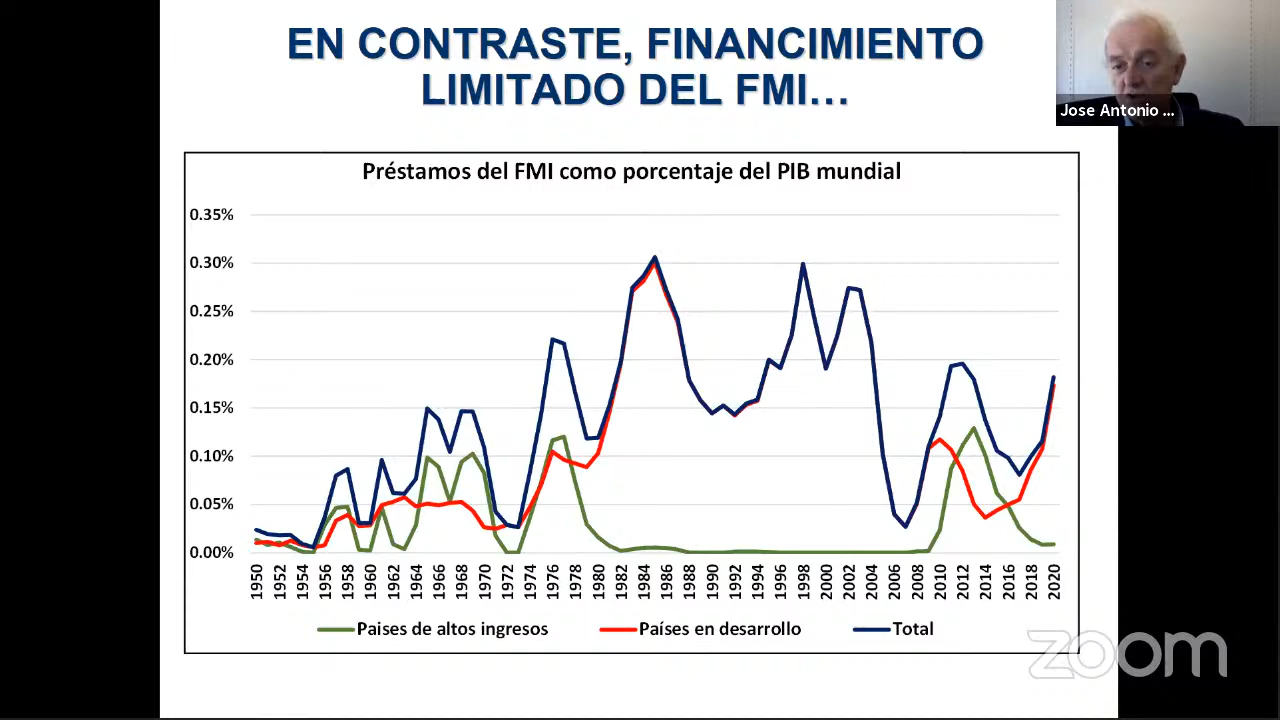 EN CONTRASTE, FINANCIMIENTO
LIMITADO DEL FMI…
Jose Antonio ...
Préstamos del FMI como porcentaje del PIB mundial
0.35%
0.30%
0.25%
0.20%
0.15%
0.10%
0.05%
0.00%
1950 1952 1954 1956 1958 1960 1962 1964 1966 1968 1970 1972 1974 1976 1978 1980 1982 1984 1986 1988 1990 1992 1994 1996 1998 2000 2002 2004 2006 2008 2010 2012 2014 2016 2018 2020
Paises de altos ingresos Países en desarrollo Total
zoom